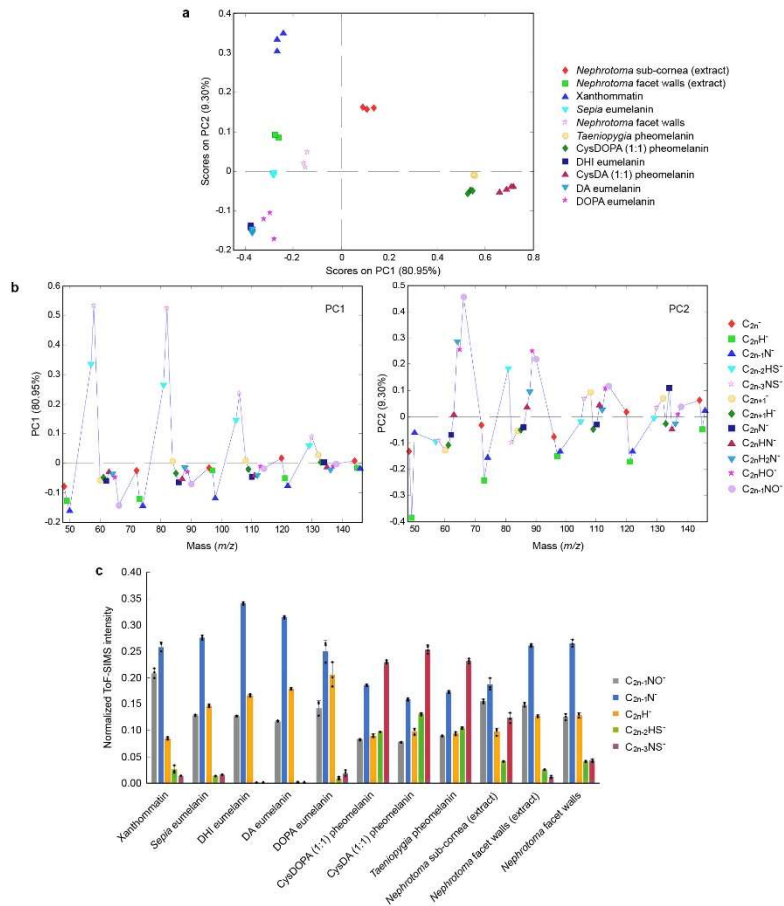 a
Scores on PC2 (9.30%)
0.4
0.3
0.2
0.1
0
-0.1
-0.2
-0.4
-0.2
0
0.2
0.4
0.6
0.8
Scores on PC1 (80.95%)
Nephrotoma sub-cornea (extract)
Nephrotoma facet walls (extract)
Xanthommatin
Sepia eumelanin
Nephrotoma facet walls
Taeniopygia pheomelanin
CysDOPA (1:1) pheomelanin
DHI eumelanin
CysDA (1:1) pheomelanin
DA eumelanin
DOPA eumelanin
b
PC1 (80.95%)
0.6
0.5
0.4
0.3
0.2
0.1
0
-0.1
-0.2
PC1
50 60 70 80 90 100 110 120 130 140
Mass (m/z)
PC2 (9.30%)
0.5
0.4
0.3
0.2
0.1
0
-0.1
-0.2
-0.3
-0.4
PC2
50 60 70 80 90 100 110 120 130 140
Mass (m/z)
C₂ₙ⁻
C₂ₙH⁻
C₂ₙ₋₁N⁻
C₂ₙ₋₂HS⁻
C₂ₙ₋₃NS⁻
C₂ₙ₊₁⁻
C₂ₙ₊₁H⁻
C₂ₙN⁻
C₂ₙHN⁻
C₂ₙH₂N⁻
C₂ₙHO⁻
C₂ₙ₋₁NO⁻
c
Normalized ToF-SIMS intensity
0.40
0.35
0.30
0.25
0.20
0.15
0.10
0.05
0.00
Xanthommatin
Sepia eumelanin
DHI eumelanin
DA eumelanin
DOPA eumelanin
CysDOPA (1:1) pheomelanin
CysDA (1:1) pheomelanin
Taeniopygia pheomelanin
Nephrotoma sub-cornea (extract)
Nephrotoma facet walls (extract)
Nephrotoma facet walls
C₂ₙ₋₁NO⁻
C₂ₙ₋₁N⁻
C₂ₙH⁻
C₂ₙ₋₂HS⁻
C₂ₙ₋₃NS⁻